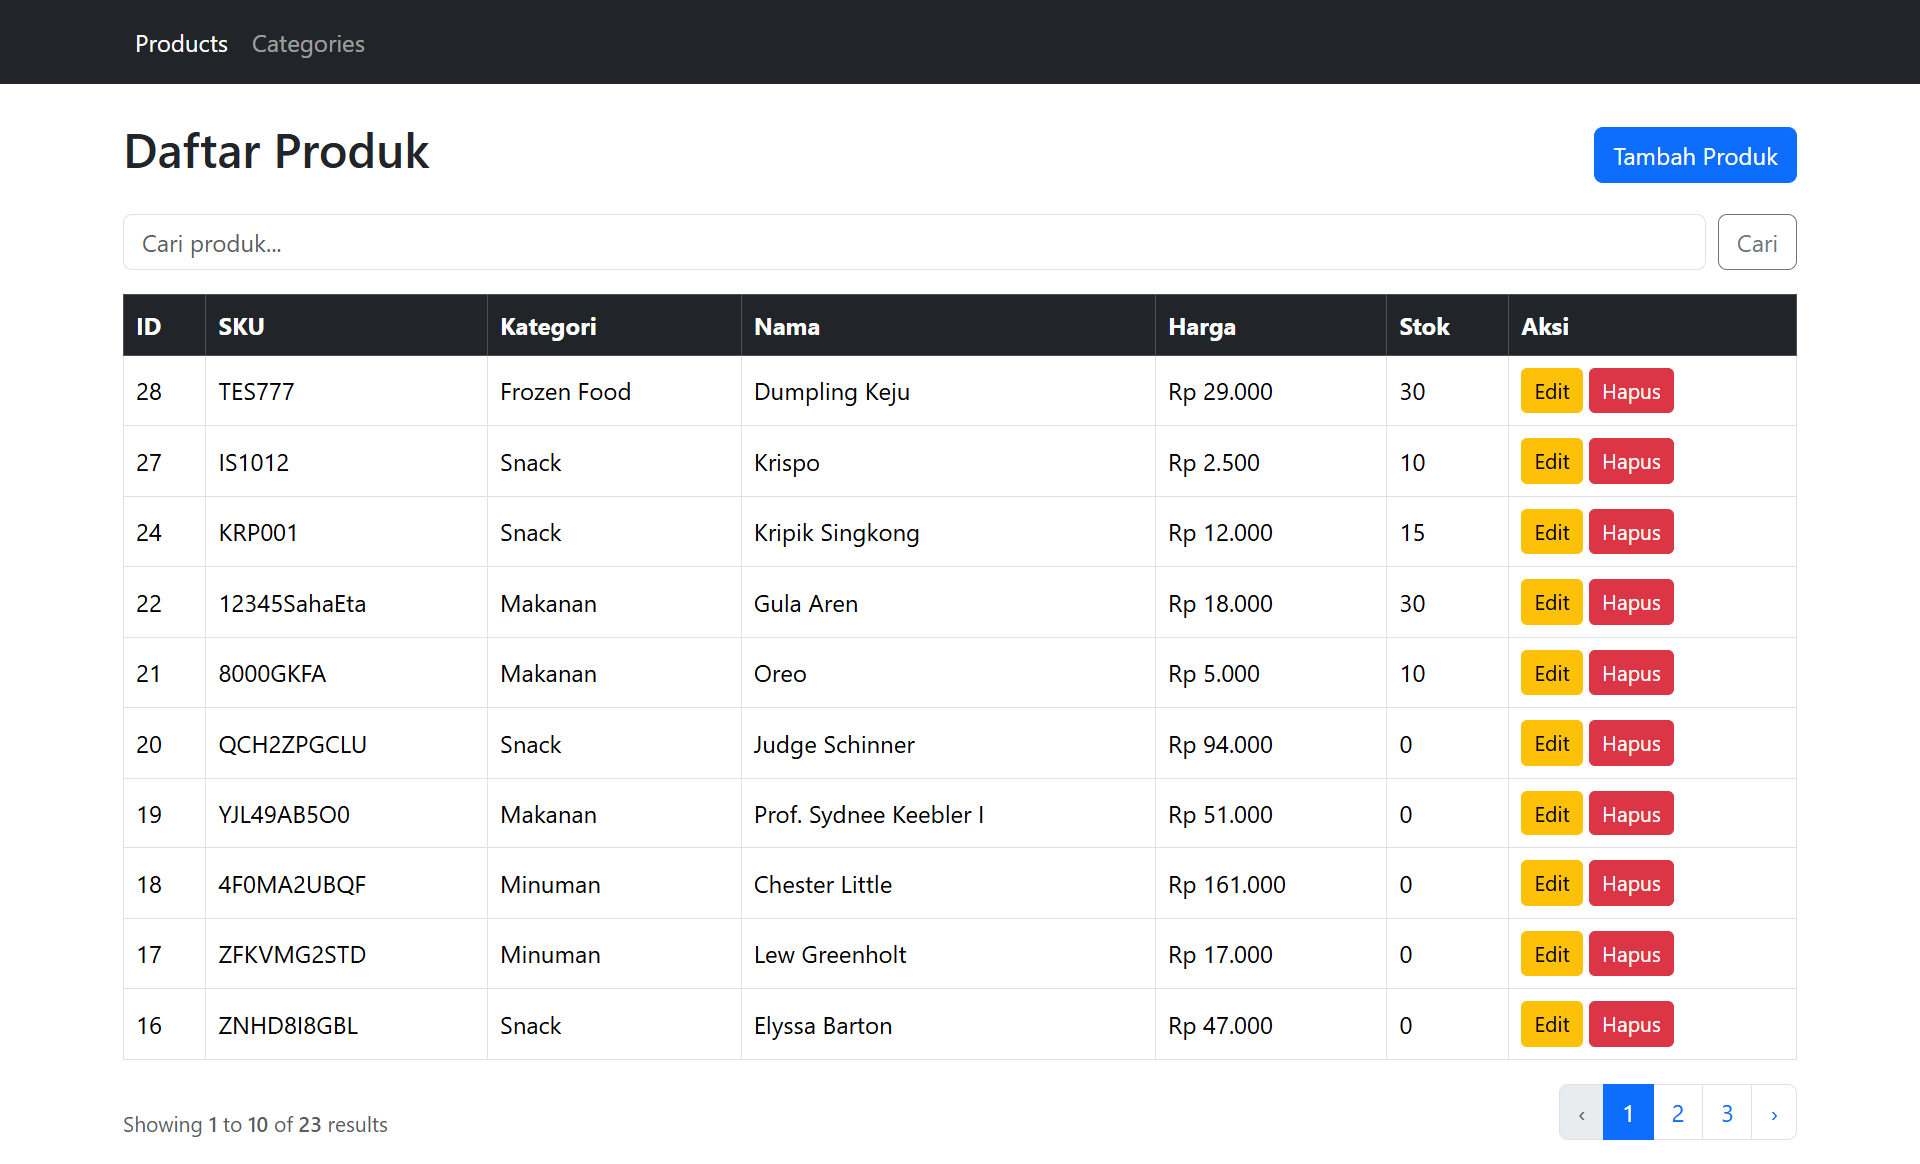 Products Categories
Daftar Produk
Tambah Produk
Cari produk...
Cari
ID SKU Kategori Nama Harga Stok Aksi
28 TES777 Frozen Food Dumpling Keju Rp 29.000 30 Edit Hapus
27 IS1012 Snack Krispo Rp 2.500 10 Edit Hapus
24 KRP001 Snack Kripik Singkong Rp 12.000 15 Edit Hapus
22 12345SahaEta Makanan Gula Aren Rp 18.000 30 Edit Hapus
21 8000GKFA Makanan Oreo Rp 5.000 10 Edit Hapus
20 QCH2ZPGCLU Snack Judge Schinner Rp 94.000 0 Edit Hapus
19 YJL49AB5O0 Makanan Prof. Sydnee Keebler I Rp 51.000 0 Edit Hapus
18 4F0MA2UBQF Minuman Chester Little Rp 161.000 0 Edit Hapus
17 ZFKVMG2STD Minuman Lew Greenholt Rp 17.000 0 Edit Hapus
16 ZNHD8I8GBL Snack Elyssa Barton Rp 47.000 0 Edit Hapus
Showing 1 to 10 of 23 results
‹ 1 2 3 ›